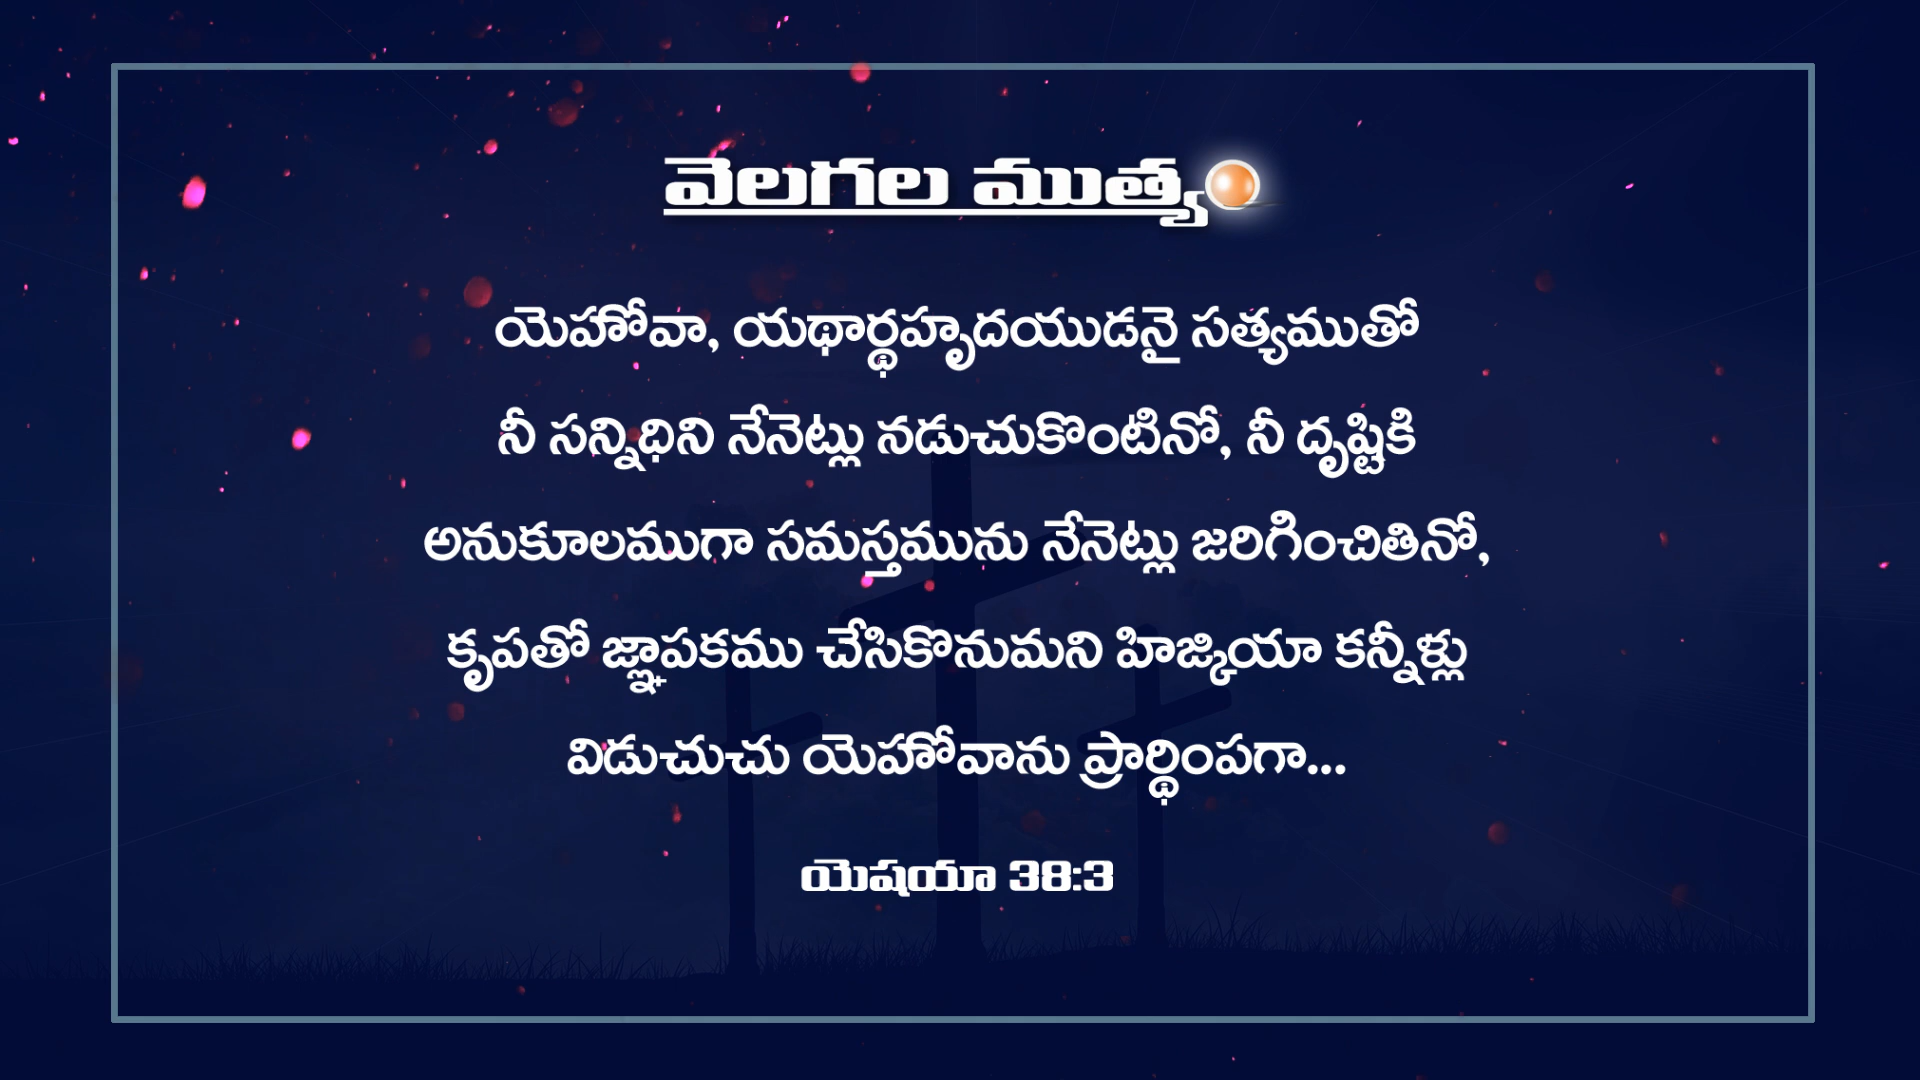 వెలగల ముత్యం
యెహోవా, యథార్థహృదయుడనై సత్యముతో
నీ సన్నిధిని నేనెట్లు నడుచుకొంటినో, నీ దృష్టికి
అనుకూలముగా సమస్తమును నేనెట్లు జరిగించితినో,
కృపతో జ్ఞాపకము చేసికొనుమని హిజ్కియా కన్నీళ్లు
విడుచుచు యెహోవాను ప్రార్థింపగా...
యెషయా 38:3